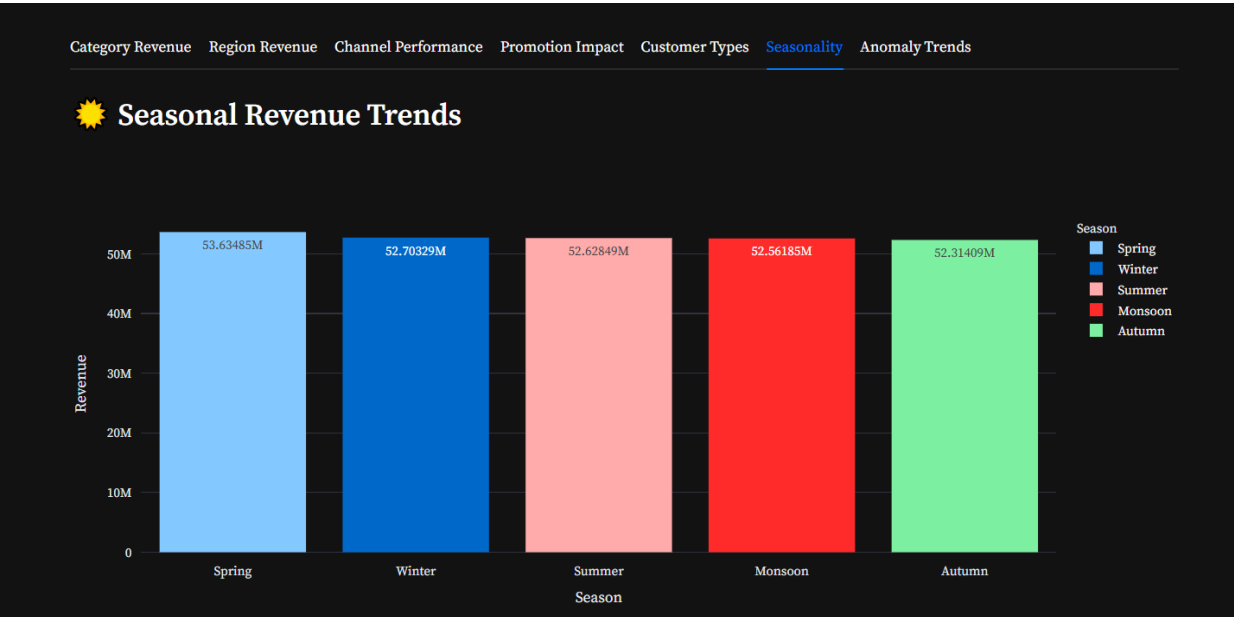 Category Revenue Region Revenue Channel Performance Promotion Impact Customer Types Seasonality Anomaly Trends
Seasonal Revenue Trends
53.63485M 52.70329M 52.62849M 52.56185M 52.31409M
50M
40M
30M
20M
10M
0
Revenue
Spring Winter Summer Monsoon Autumn
Season
Season
Spring
Winter
Summer
Monsoon
Autumn